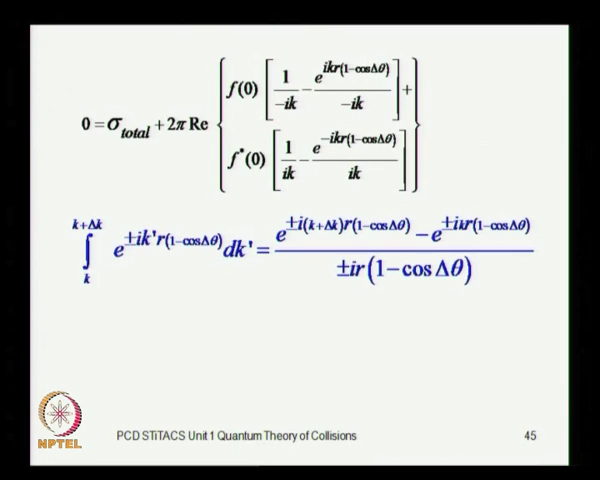 0 = σ_total + 2π Re { f(0) [ 1/(-ik) - e^{ikr(1-cosΔθ)}/(-ik) ] +
f*(0) [ 1/(ik) - e^{-ikr(1-cosΔθ)}/(ik) ] }
∫_k^{k+Δk} e^{±ik'r(1-cosΔθ)} dk' = (e^{±i(k+Δk)r(1-cosΔθ)} - e^{±ikr(1-cosΔθ)}) / (±ir(1-cosΔθ))
NPTEL
PCD STiTACS Unit 1 Quantum Theory of Collisions
45